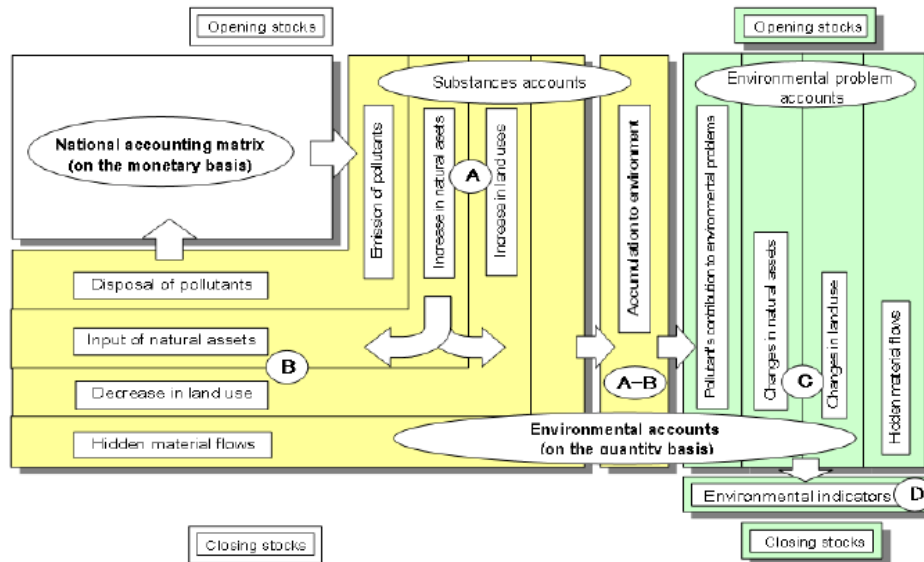 Opening stocks
Opening stocks
Substances accounts
Environmental problem
accounts
National accounting matrix
(on the monetary basis)
Emission of pollutants
Increase in natural assets
A
Increase in land uses
Accumulation to environment
Pollutant's contribution to environmental problems
Changes in natural assets
C
Changes in land use
Hidden material flows
Disposal of pollutants
Input of natural assets
B
Decrease in land use
Hidden material flows
A-B
Environmental accounts
(on the quantity basis)
Environmental indicators
D
Closing stocks
Closing stocks